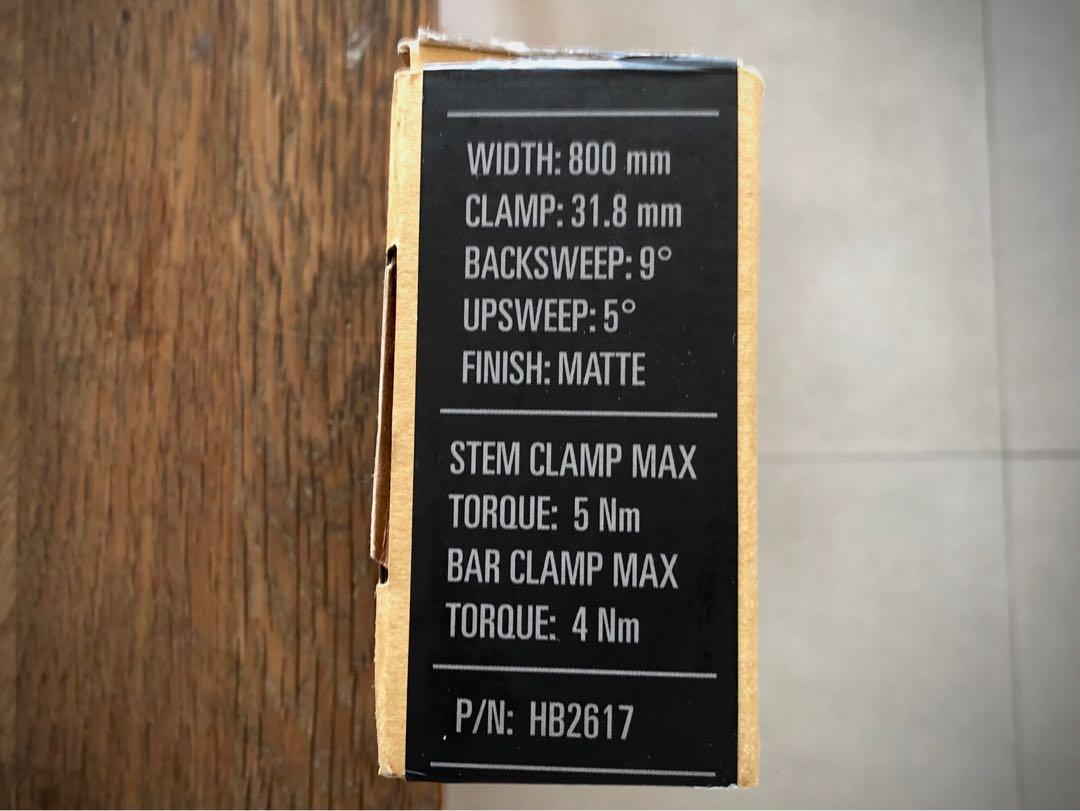 WIDTH: 800 mm
CLAMP: 31.8 mm
BACKSWEEP: 9°
UPSWEEP: 5°
FINISH: MATTE
STEM CLAMP MAX
TORQUE: 5 Nm
BAR CLAMP MAX
TORQUE: 4 Nm
P/N: HB2617